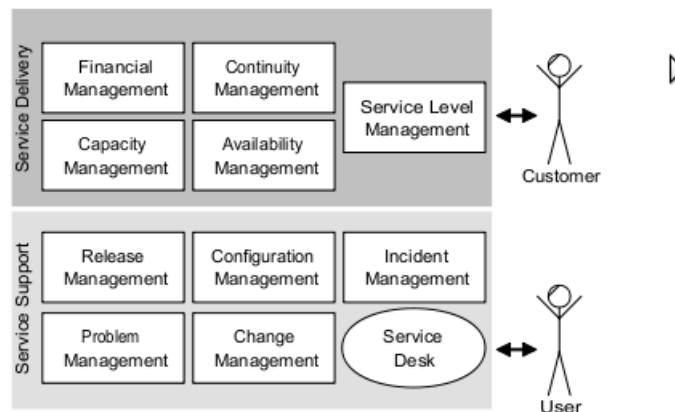 Service Delivery
Financial
Management
Continuity
Management
Capacity
Management
Availability
Management
Service Level
Management
Customer
Service Support
Release
Management
Configuration
Management
Incident
Management
Problem
Management
Change
Management
Service
Desk
User